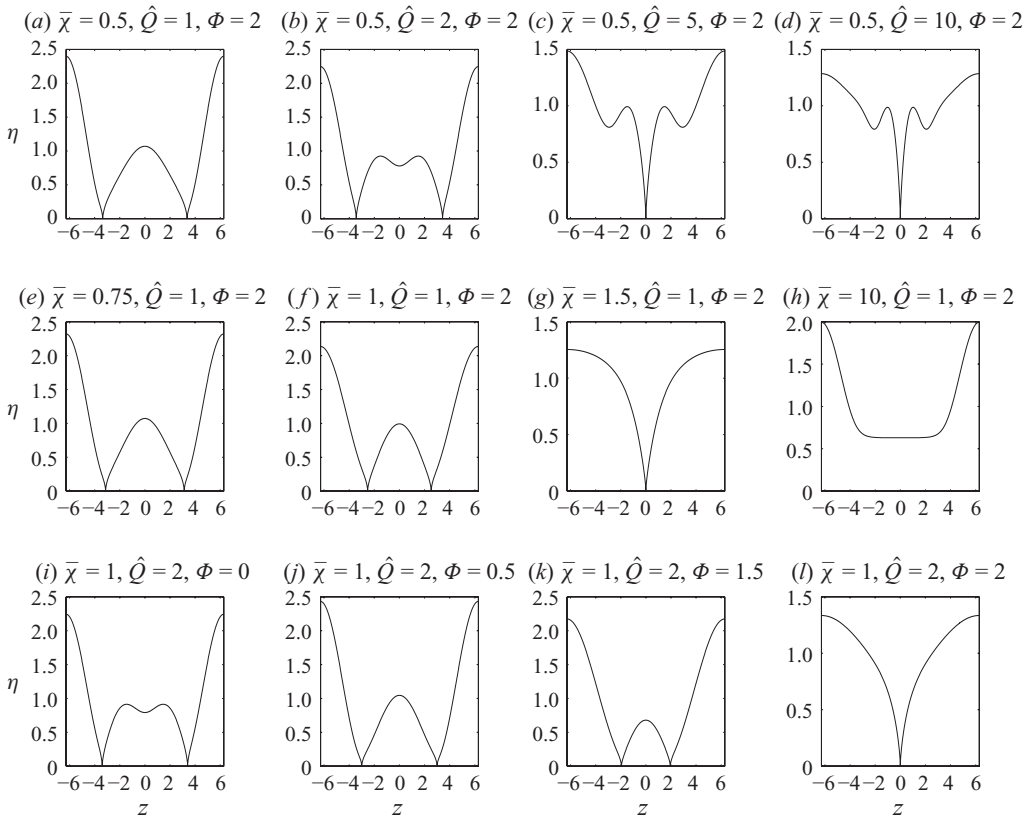 (a) χ̅ = 0.5, Q̂ = 1, Φ = 2 (b) χ̅ = 0.5, Q̂ = 2, Φ = 2 (c) χ̅ = 0.5, Q̂ = 5, Φ = 2 (d) χ̅ = 0.5, Q̂ = 10, Φ = 2
2.5 2.5 1.5 1.5
2.0 2.0
1.5 1.5 1.0 1.0
η
1.0 1.0 0.5 0.5
0.5 0.5
0 0 0 0
−6 −4 −2 0 2 4 6 −6 −4 −2 0 2 4 6 −6 −4 −2 0 2 4 6 −6 −4 −2 0 2 4 6
(e) χ̅ = 0.75, Q̂ = 1, Φ = 2 (f) χ̅ = 1, Q̂ = 1, Φ = 2 (g) χ̅ = 1.5, Q̂ = 1, Φ = 2 (h) χ̅ = 10, Q̂ = 1, Φ = 2
2.5 2.5 1.5 2.0
2.0 2.0 1.5
1.5 1.5 1.0
η
1.0 1.0 0.5 1.0
0.5 0.5 0.5
0 0 0 0
−6 −4 −2 0 2 4 6 −6 −4 −2 0 2 4 6 −6 −4 −2 0 2 4 6 −6 −4 −2 0 2 4 6
(i) χ̅ = 1, Q̂ = 2, Φ = 0 (j) χ̅ = 1, Q̂ = 2, Φ = 0.5 (k) χ̅ = 1, Q̂ = 2, Φ = 1.5 (l) χ̅ = 1, Q̂ = 2, Φ = 2
2.5 2.5 2.5 1.5
2.0 2.0 2.0
1.5 1.5 1.5 1.0
η
1.0 1.0 1.0 0.5
0.5 0.5 0.5
0 0 0 0
−6 −4 −2 0 2 4 6 −6 −4 −2 0 2 4 6 −6 −4 −2 0 2 4 6 −6 −4 −2 0 2 4 6
z z z z